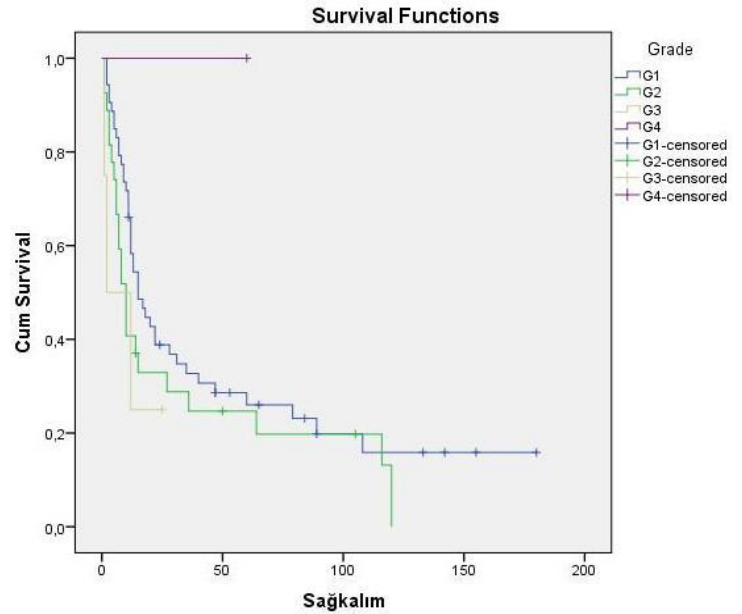 Survival Functions
Grade
G1
G2
G3
G4
G1-censored
G2-censored
G3-censored
G4-censored
Cum Survival
1,0
0,8
0,6
0,4
0,2
0,0
0 50 100 150 200
Sağkalım